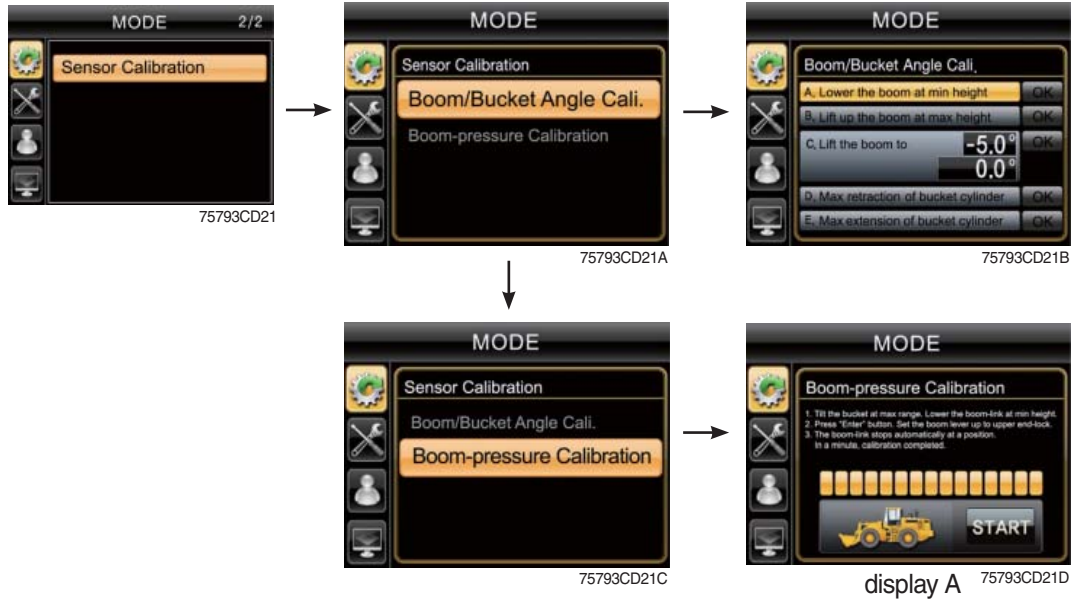 MODE 2/2
Sensor Calibration
75793CD21
MODE
Sensor Calibration
Boom/Bucket Angle Cali.
Boom-pressure Calibration
75793CD21A
MODE
Boom/Bucket Angle Cali.
A. Lower the boom at min height OK
B. Lift up the boom at max height OK
C. Lift the boom to -5.0° OK
0.0°
D. Max retraction of bucket cylinder OK
E. Max extension of bucket cylinder OK
75793CD21B
MODE
Sensor Calibration
Boom/Bucket Angle Cali.
Boom-pressure Calibration
75793CD21C
MODE
Boom-pressure Calibration
1. Tilt the bucket at max range. Lower the boom-link at min height.
2. Press "Enter" button. Set the boom lever up to upper end-lock.
3. The boom-link stops automatically at a position.
In a minute, calibration completed.
START
display A 75793CD21D